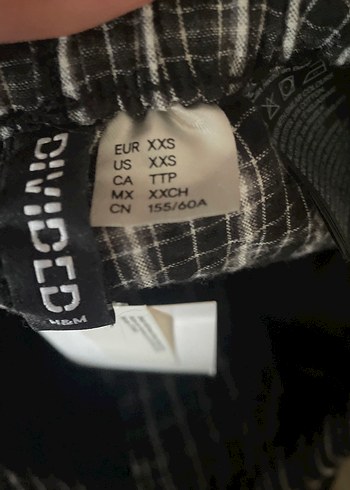 DIVIDED
H&M
EUR XXS
US XXS
CA TTP
MX XXCH
CN 155/60A